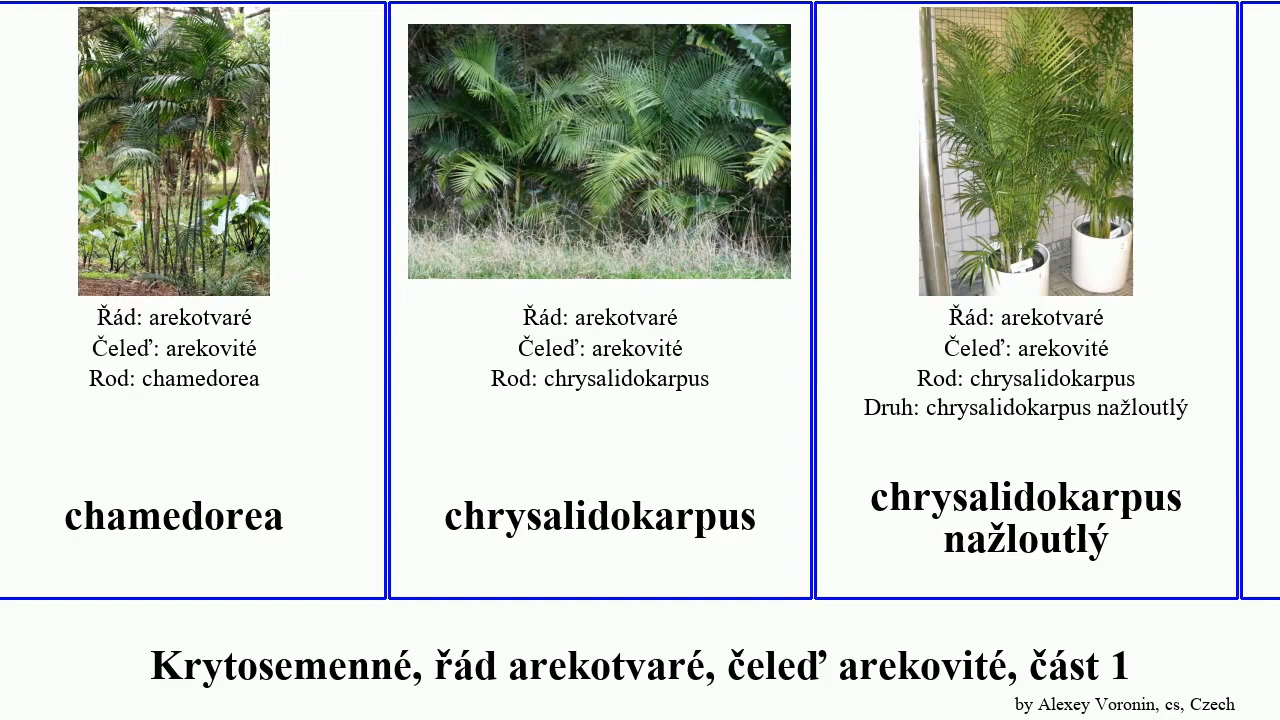 Řád: arekotvaré
Čeleď: arekovité
Rod: chamedorea
chamedorea
Řád: arekotvaré
Čeleď: arekovité
Rod: chrysalidokarpus
chrysalidokarpus
Řád: arekotvaré
Čeleď: arekovité
Rod: chrysalidokarpus
Druh: chrysalidokarpus nažloutlý
chrysalidokarpus
nažloutlý
Krytosemenné, řád arekotvaré, čeleď arekovité, část 1
by Alexey Voronin, cs, Czech